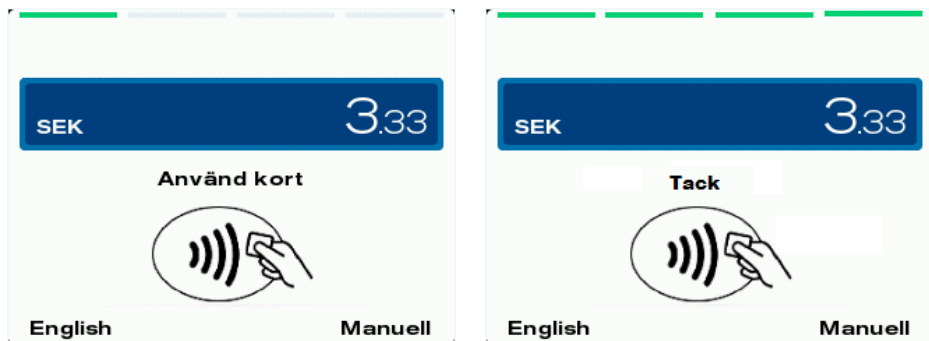 SEK 3.33
Använd kort
English Manuell
SEK 3.33
Tack
English Manuell